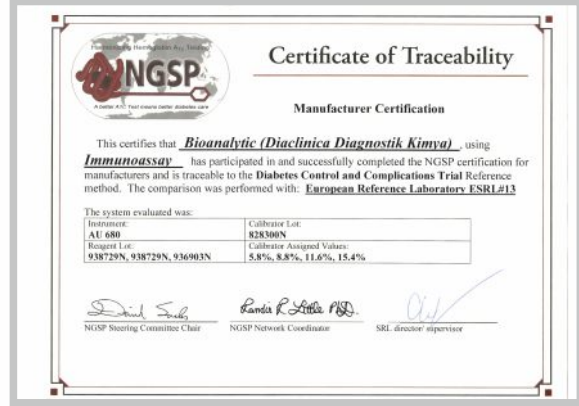 Harmonizing Hemoglobin A1c Testing
NGSP
A better A1C Test means better diabetes care
Certificate of Traceability
Manufacturer Certification
This certifies that Bioanalytic (Diaclinica Diagnostik Kimya) , using
Immunoassay has participated in and successfully completed the NGSP certification for
manufacturers and is traceable to the Diabetes Control and Complications Trial Reference
method. The comparison was performed with: European Reference Laboratory ESRL#13
The system evaluated was:
Instrument:
AU 680
Calibrator Lot:
828300N
Reagent Lot:
938729N, 938729N, 936903N
Calibrator Assigned Values:
5.8%, 8.8%, 11.6%, 15.4%
Randie R Little PhD.
NGSP Steering Committee Chair
NGSP Network Coordinator
SRL director/ supervisor